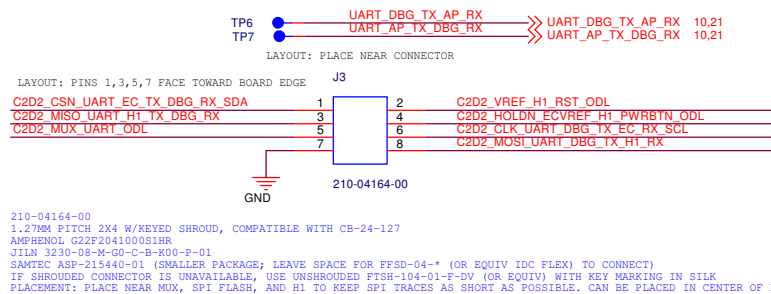 TP6 UART_DBG_TX_AP_RX UART_DBG_TX_AP_RX 10,21
TP7 UART_AP_TX_DBG_RX UART_AP_TX_DBG_RX 10,21
LAYOUT: PLACE NEAR CONNECTOR
LAYOUT: PINS 1,3,5,7 FACE TOWARD BOARD EDGE
J3
C2D2_CSN_UART_EC_TX_DBG_RX_SDA 1 2 C2D2_VREF_H1_RST_ODL
C2D2_MISO_UART_H1_TX_DBG_RX 3 4 C2D2_HOLDN_ECVREF_H1_PWRBTN_ODL
C2D2_MUX_UART_ODL 5 6 C2D2_CLK_UART_DBG_TX_EC_RX_SCL
7 8 C2D2_MOSI_UART_DBG_TX_H1_RX
210-04164-00
GND
210-04164-00
1.27MM PITCH 2X4 W/KEYED SHROUD, COMPATIBLE WITH CB-24-127
AMPHENOL G22F2041000S1HR
JILN 3230-08-M-G0-C-B-K00-P-01
SAMTEC ASP-215440-01 (SMALLER PACKAGE; LEAVE SPACE FOR FFSD-04-* (OR EQUIV IDC FLEX) TO CONNECT)
IF SHROUDED CONNECTOR IS UNAVAILABLE, USE UNSHROUDED FTSH-104-01-F-DV (OR EQUIV) WITH KEY MARKING IN SILK
PLACEMENT: PLACE NEAR MUX, SPI FLASH, AND H1 TO KEEP SPI TRACES AS SHORT AS POSSIBLE. CAN BE PLACED IN CENTER OF